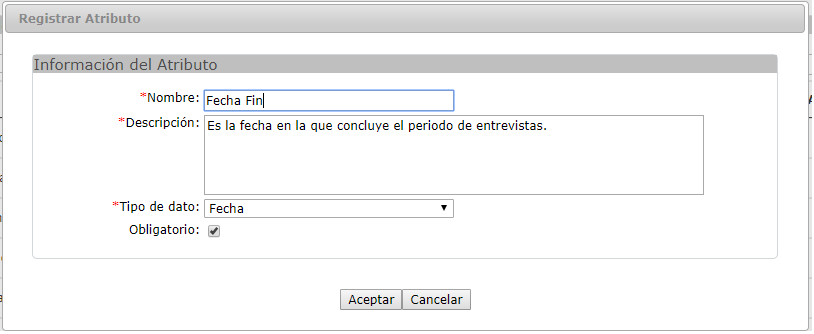 Registrar Atributo
Información del Atributo
*Nombre: Fecha Fin
*Descripción: Es la fecha en la que concluye el periodo de entrevistas.
*Tipo de dato: Fecha
Obligatorio:
Aceptar Cancelar